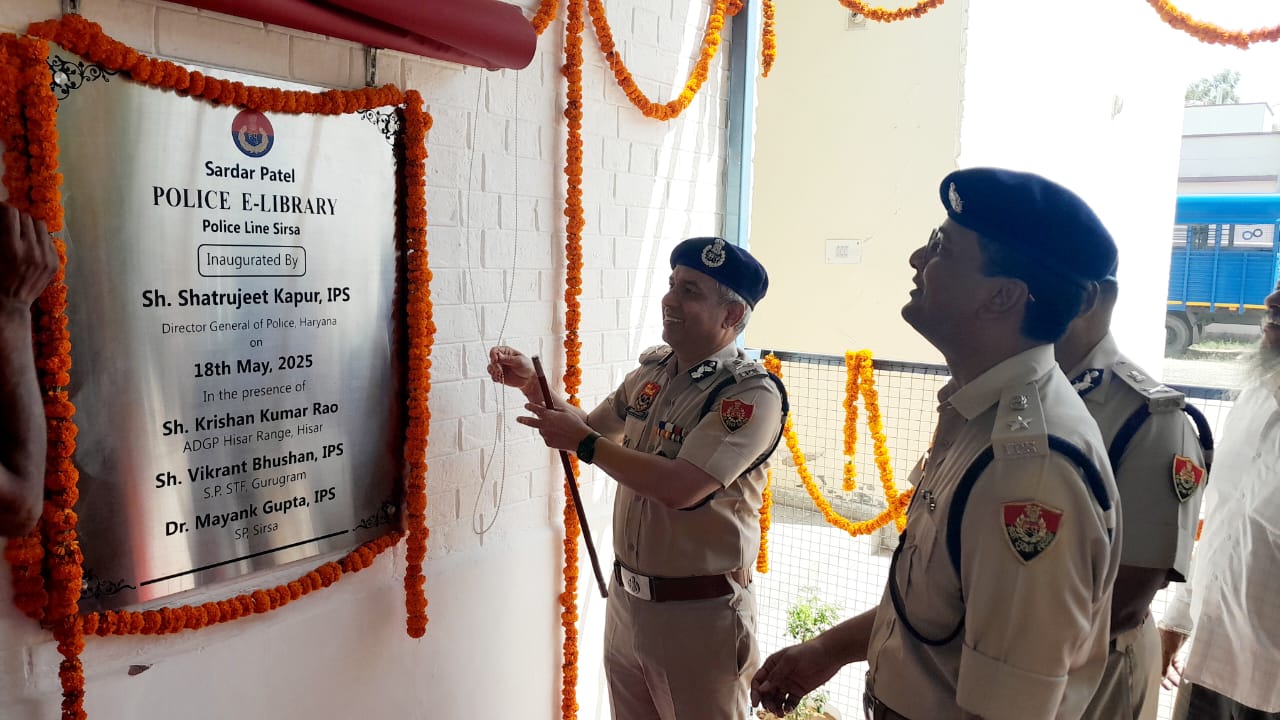 Sardar Patel
POLICE E-LIBRARY
Police Line Sirsa
Inaugurated By
Sh. Shatrujeet Kapur, IPS
Director General of Police, Haryana
on
18th May, 2025
In the presence of
Sh. Krishan Kumar Rao
ADGP Hisar Range, Hisar
Sh. Vikrant Bhushan, IPS
S.P. STF, Gurugram
Dr. Mayank Gupta, IPS
SP, Sirsa